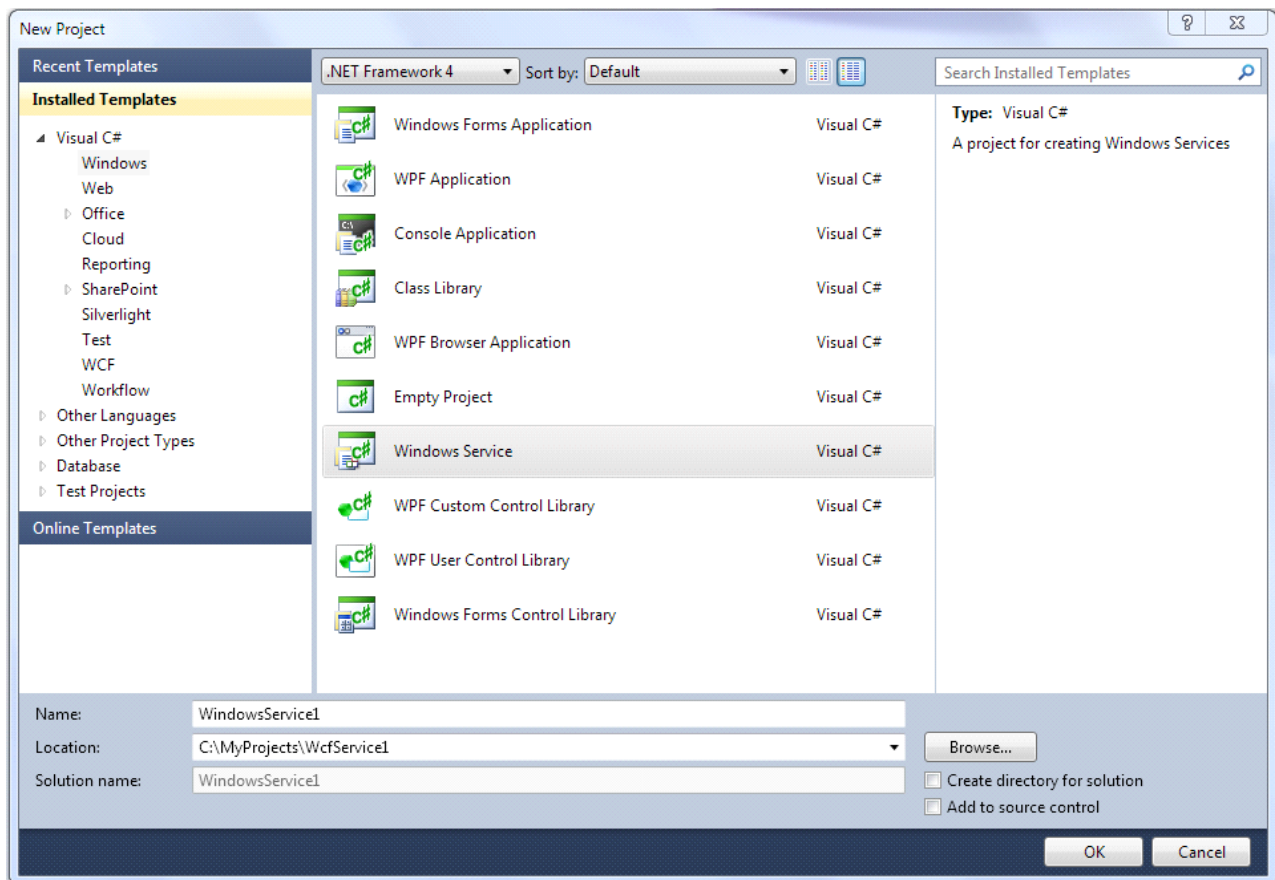 New Project
Recent Templates
Installed Templates
Visual C#
Windows
Web
Office
Cloud
Reporting
SharePoint
Silverlight
Test
WCF
Workflow
Other Languages
Other Project Types
Database
Test Projects
Online Templates
.NET Framework 4 Sort by: Default
Windows Forms Application Visual C#
WPF Application Visual C#
Console Application Visual C#
Class Library Visual C#
WPF Browser Application Visual C#
Empty Project Visual C#
Windows Service Visual C#
WPF Custom Control Library Visual C#
WPF User Control Library Visual C#
Windows Forms Control Library Visual C#
Search Installed Templates
Type: Visual C#
A project for creating Windows Services
Name: WindowsService1
Location: C:\MyProjects\WcfService1 Browse...
Solution name: WindowsService1
Create directory for solution
Add to source control
OK Cancel